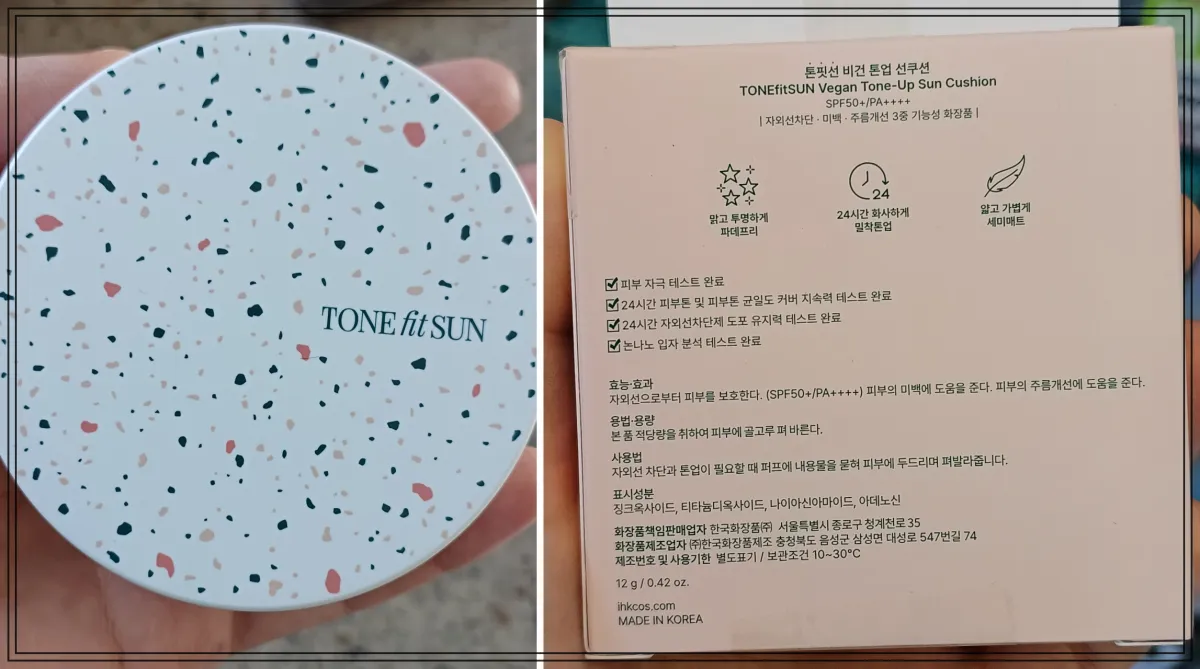 TONE fit SUN
톤핏선 비건 톤업 선쿠션
TONEfitSUN Vegan Tone-Up Sun Cushion
SPF50+/PA++++
| 자외선차단 · 미백 · 주름개선 3중 기능성 화장품 |
맑고 투명하게
파데프리
24
24시간 화사하게
밀착톤업
얇고 가볍게
세미매트
피부 자극 테스트 완료
24시간 피부톤 및 피부톤 균일도 커버 지속력 테스트 완료
24시간 자외선차단제 도포 유지력 테스트 완료
논나노 입자 분석 테스트 완료
효능·효과
자외선으로부터 피부를 보호한다. (SPF50+/PA++++) 피부의 미백에 도움을 준다. 피부의 주름개선에 도움을 준다.
용법·용량
본 품 적당량을 취하여 피부에 골고루 펴 바른다.
사용법
자외선 차단과 톤업이 필요할 때 퍼프에 내용물을 묻혀 피부에 두드리며 펴발라줍니다.
표시성분
징크옥사이드, 티타늄디옥사이드, 나이아신아마이드, 아데노신
화장품책임판매업자 한국화장품㈜ 서울특별시 종로구 청계천로 35
화장품제조업자 ㈜한국화장품제조 충청북도 음성군 삼성면 대성로 547번길 74
제조번호 및 사용기한 별도표기 / 보관조건 10~30°C
12 g / 0.42 oz.
ihkcos.com
MADE IN KOREA